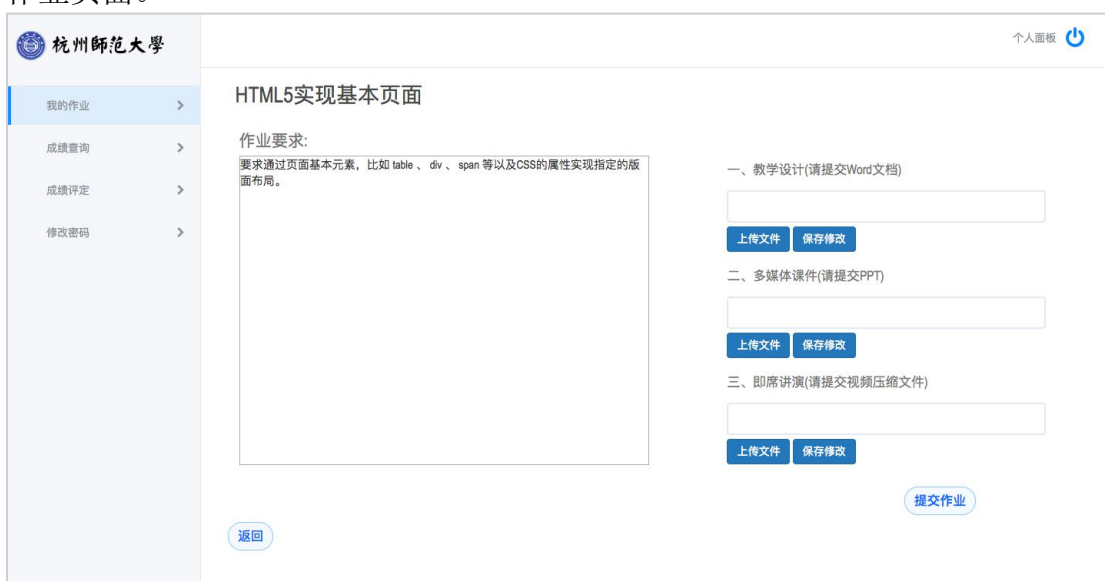 作业页面。
杭州師范大學
个人面板
我的作业
成绩查询
成绩评定
修改密码
HTML5实现基本页面
作业要求:
要求通过页面基本元素，比如 table 、 div 、 span 等以及CSS的属性实现指定的版
面布局。
一、教学设计(请提交Word文档)
上传文件 保存修改
二、多媒体课件(请提交PPT)
上传文件 保存修改
三、即席讲演(请提交视频压缩文件)
上传文件 保存修改
提交作业
返回